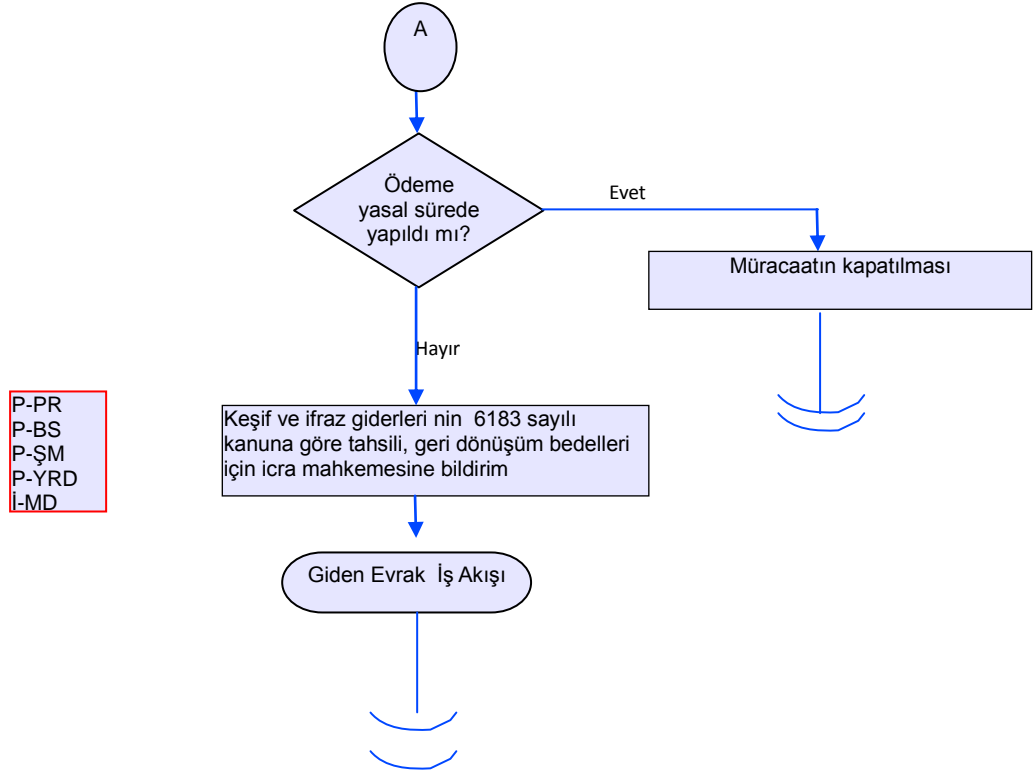 A
Ödeme
yasal sürede
yapıldı mı?
Evet
Müracaatın kapatılması
Hayır
P-PR
P-BS
P-ŞM
P-YRD
İ-MD
Keşif ve ifraz giderleri nin 6183 sayılı
kanuna göre tahsili, geri dönüşüm bedelleri
için icra mahkemesine bildirim
Giden Evrak İş Akışı